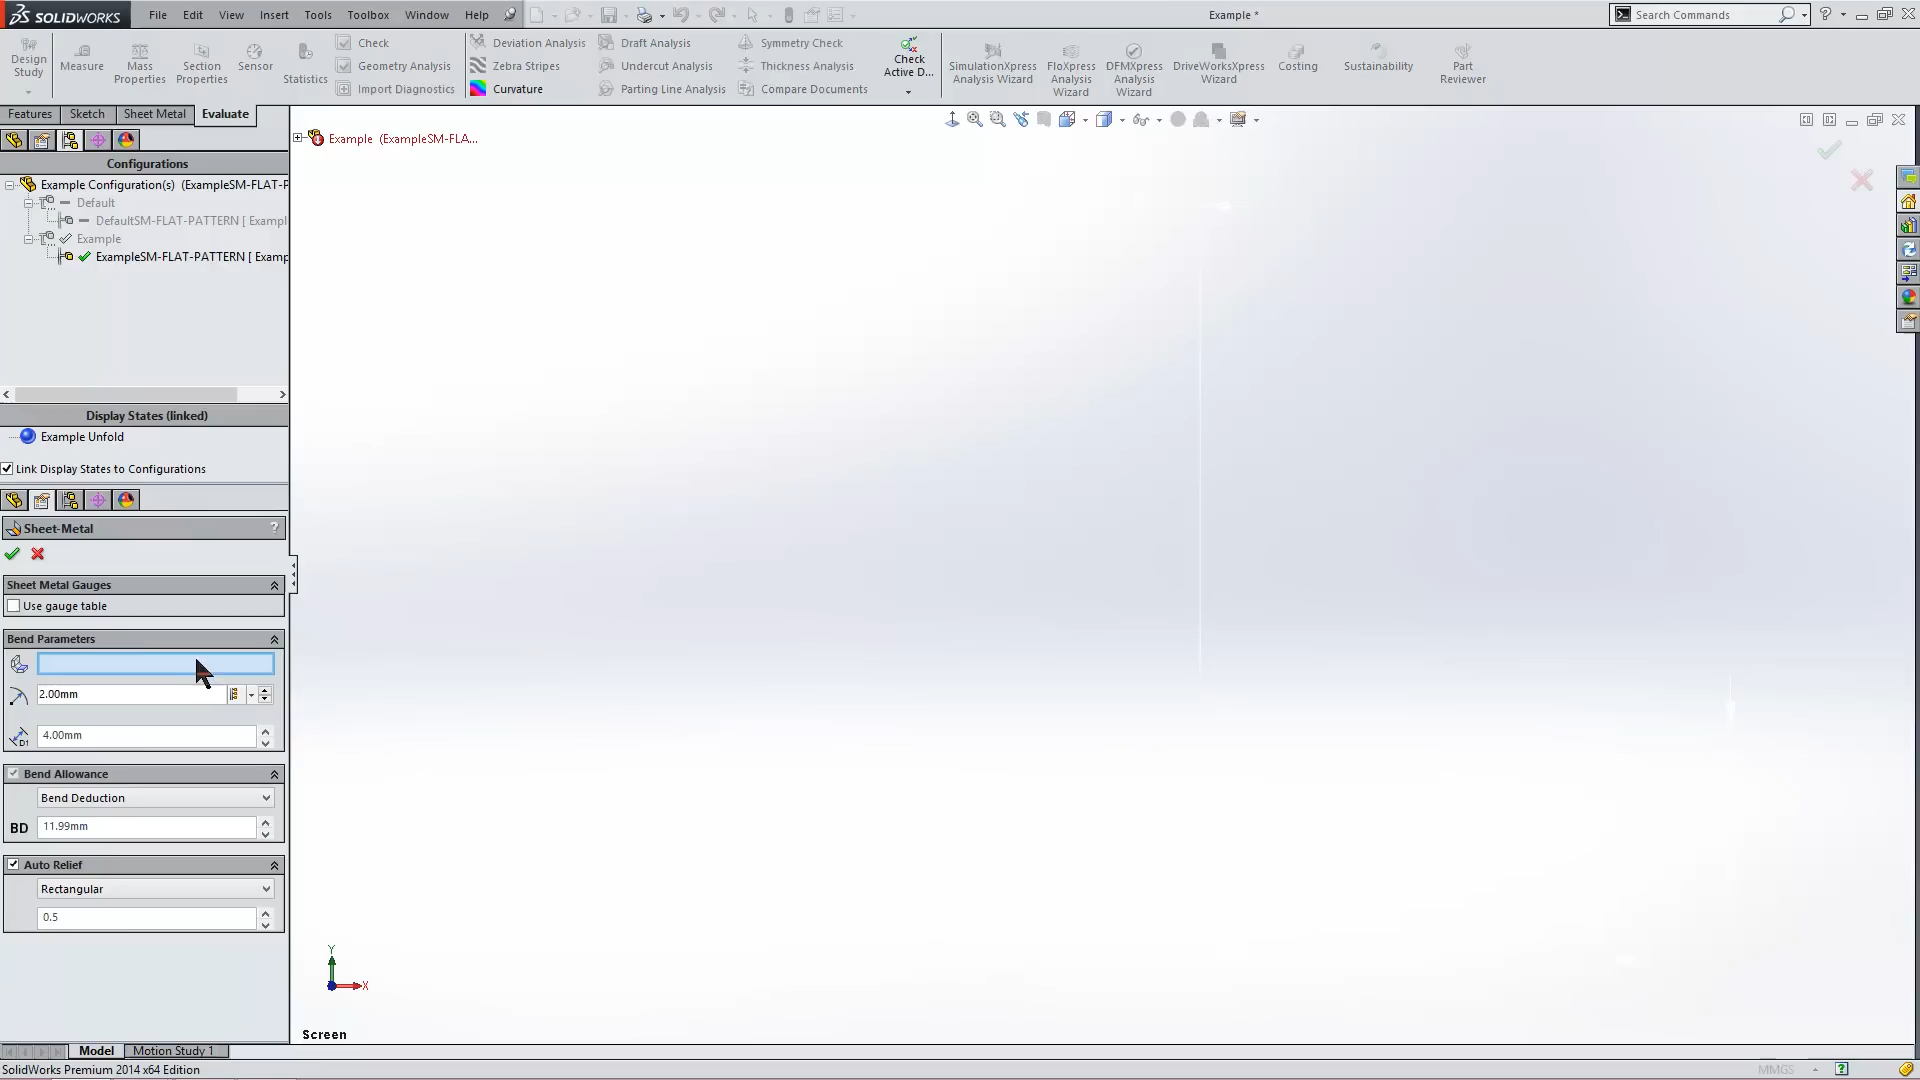 SOLIDWORKS File Edit View Insert Tools Toolbox Window Help Example * Search Commands
Design Study
Measure
Mass Properties
Section Properties
Sensor
Statistics
Check
Geometry Analysis
Import Diagnostics
Deviation Analysis
Zebra Stripes
Curvature
Draft Analysis
Undercut Analysis
Parting Line Analysis
Symmetry Check
Thickness Analysis
Compare Documents
Check Active D...
SimulationXpress Analysis Wizard
FloXpress Analysis Wizard
DFMXpress Analysis Wizard
DriveWorksXpress Wizard
Costing
Sustainability
Part Reviewer
Features Sketch Sheet Metal Evaluate
Configurations
Example Configuration(s) (ExampleSM-FLAT-P
Default
DefaultSM-FLAT-PATTERN [ Exampl
Example
ExampleSM-FLAT-PATTERN [ Examp
Display States (linked)
Example Unfold
Link Display States to Configurations
Sheet-Metal ?
Sheet Metal Gauges
Use gauge table
Bend Parameters
2.00mm
D1 4.00mm
Bend Allowance
Bend Deduction
BD 11.99mm
Auto Relief
Rectangular
0.5
Example (ExampleSM-FLA...
Y
X
Screen
Model Motion Study 1
SolidWorks Premium 2014 x64 Edition MMGS